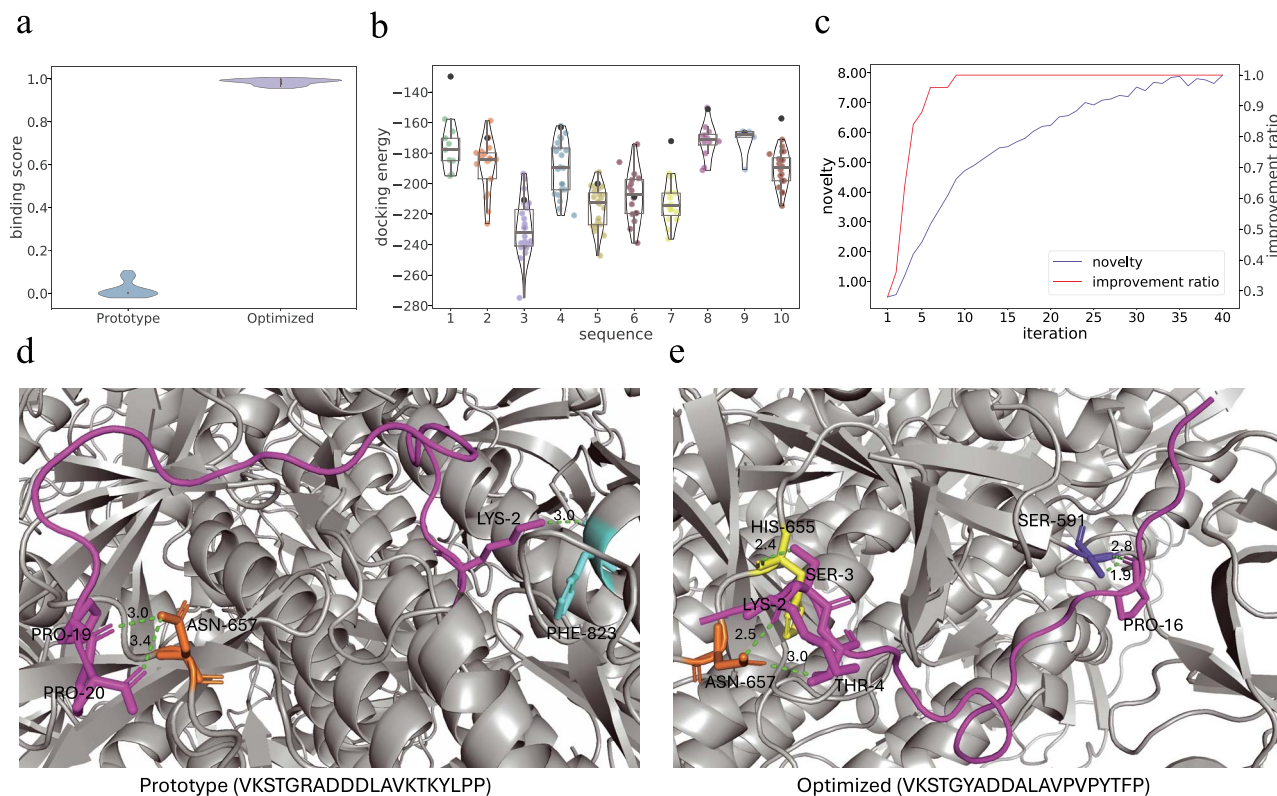 a
1.0
0.8
0.6
0.4
0.2
0.0
binding score
Prototype Optimized
b
−140
−160
−180
−200
−220
−240
−260
−280
docking energy
1 2 3 4 5 6 7 8 9 10
sequence
c
8.00
7.00
6.00
5.00
4.00
3.00
2.00
1.00
novelty
1.0
0.9
0.8
0.7
0.6
0.5
0.4
0.3
improvement ratio
novelty
improvement ratio
1 5 10 15 20 25 30 35 40
iteration
d
LYS-2
3.0
PHE-823
3.0
ASN-657
PRO-19
3.4
PRO-20
Prototype (VKSTGRADDDLAVKTKYLPP)
e
HIS-655
2.4
SER-3
LYS-2
2.5
ASN-657
3.0
THR-4
SER-591
2.8
1.9
PRO-16
Optimized (VKSTGYADDALAVPVPYTFP)